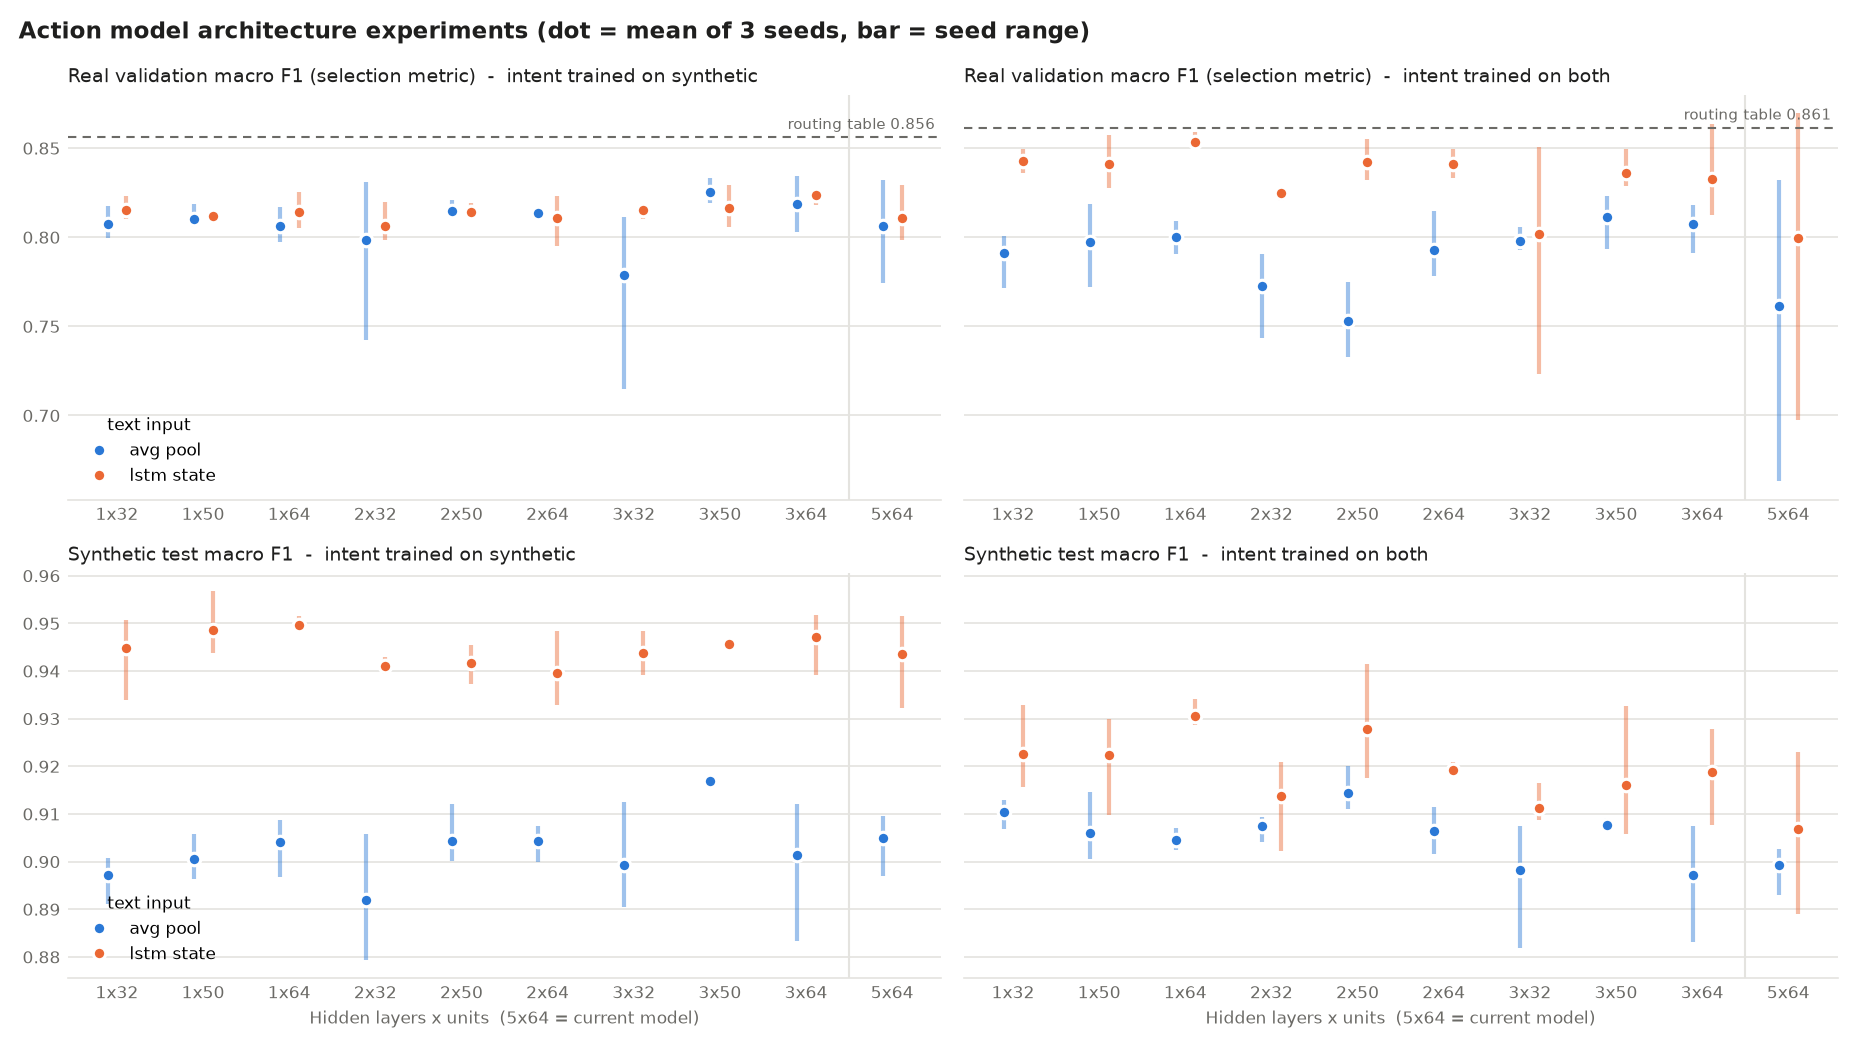 Action model architecture experiments (dot = mean of 3 seeds, bar = seed range)
Real validation macro F1 (selection metric)  -  intent trained on synthetic
routing table 0.856
0.85
0.80
0.75
0.70
text input
avg pool
lstm state
1x32 1x50 1x64 2x32 2x50 2x64 3x32 3x50 3x64 5x64
Real validation macro F1 (selection metric)  -  intent trained on both
routing table 0.861
1x32 1x50 1x64 2x32 2x50 2x64 3x32 3x50 3x64 5x64
Synthetic test macro F1  -  intent trained on synthetic
0.96
0.95
0.94
0.93
0.92
0.91
0.90
0.89
0.88
text input
avg pool
lstm state
1x32 1x50 1x64 2x32 2x50 2x64 3x32 3x50 3x64 5x64
Hidden layers x units  (5x64 = current model)
Synthetic test macro F1  -  intent trained on both
1x32 1x50 1x64 2x32 2x50 2x64 3x32 3x50 3x64 5x64
Hidden layers x units  (5x64 = current model)